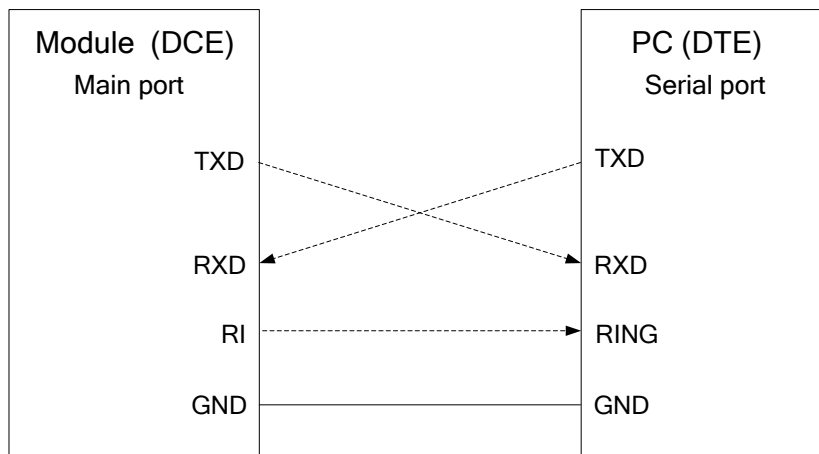 Module (DCE)
Main port
TXD
RXD
RI
GND
PC (DTE)
Serial port
TXD
RXD
RING
GND